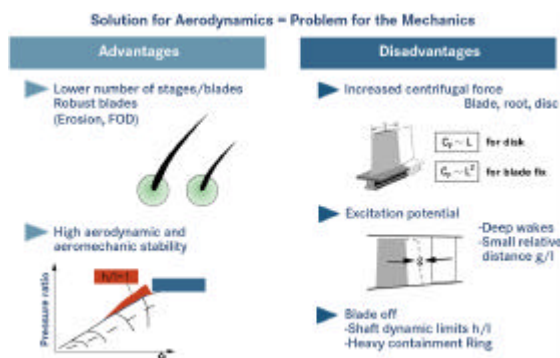 Solution for Aerodynamics = Problem for the Mechanics
Advantages
Lower number of stages/blades
Robust blades
(Erosion, FOD)
High aerodynamic and
aeromechanic stability
Pressure ratio
Disadvantages
Increased centrifugal force
Blade, root, disc
for disk
for blade fix
Excitation potential
-Deep wakes
-Small relative
distance g/l
Blade off
-Shaft dynamic limits h/l
-Heavy containment Ring